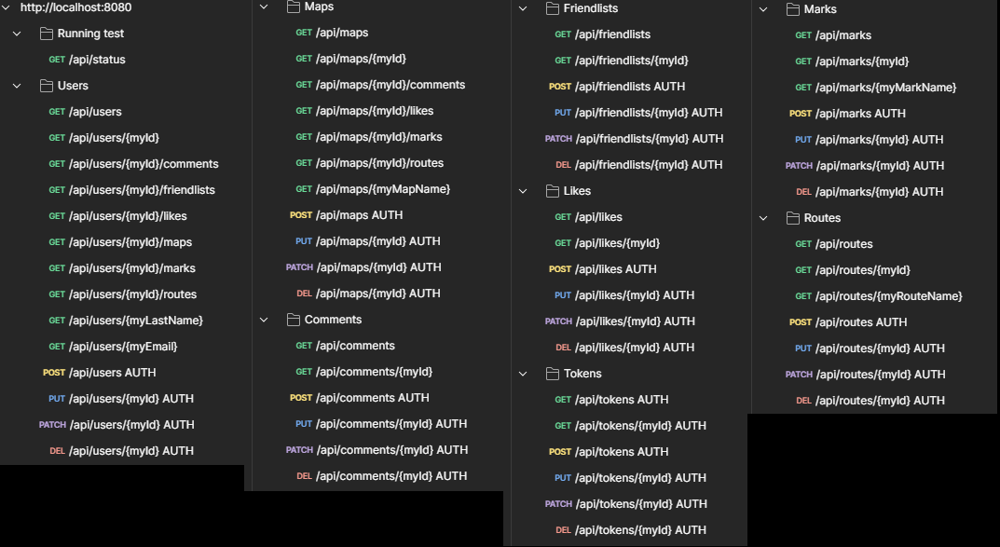 http://localhost:8080
Running test
GET /api/status
Users
GET /api/users
GET /api/users/{myId}
GET /api/users/{myId}/comments
GET /api/users/{myId}/friendlists
GET /api/users/{myId}/likes
GET /api/users/{myId}/maps
GET /api/users/{myId}/marks
GET /api/users/{myId}/routes
GET /api/users/{myLastName}
GET /api/users/{myEmail}
POST /api/users AUTH
PUT /api/users/{myId} AUTH
PATCH /api/users/{myId} AUTH
DEL /api/users/{myId} AUTH
Maps
GET /api/maps
GET /api/maps/{myId}
GET /api/maps/{myId}/comments
GET /api/maps/{myId}/likes
GET /api/maps/{myId}/marks
GET /api/maps/{myId}/routes
GET /api/maps/{myMapName}
POST /api/maps AUTH
PUT /api/maps/{myId} AUTH
PATCH /api/maps/{myId} AUTH
DEL /api/maps/{myId} AUTH
Comments
GET /api/comments
GET /api/comments/{myId}
POST /api/comments AUTH
PUT /api/comments/{myId} AUTH
PATCH /api/comments/{myId} AUTH
DEL /api/comments/{myId} AUTH
Friendlists
GET /api/friendlists
GET /api/friendlists/{myId}
POST /api/friendlists AUTH
PUT /api/friendlists/{myId} AUTH
PATCH /api/friendlists/{myId} AUTH
DEL /api/friendlists/{myId} AUTH
Likes
GET /api/likes
GET /api/likes/{myId}
POST /api/likes AUTH
PUT /api/likes/{myId} AUTH
PATCH /api/likes/{myId} AUTH
DEL /api/likes/{myId} AUTH
Tokens
GET /api/tokens AUTH
GET /api/tokens/{myId} AUTH
POST /api/tokens AUTH
PUT /api/tokens/{myId} AUTH
PATCH /api/tokens/{myId} AUTH
DEL /api/tokens/{myId} AUTH
Marks
GET /api/marks
GET /api/marks/{myId}
GET /api/marks/{myMarkName}
POST /api/marks AUTH
PUT /api/marks/{myId} AUTH
PATCH /api/marks/{myId} AUTH
DEL /api/marks/{myId} AUTH
Routes
GET /api/routes
GET /api/routes/{myId}
GET /api/routes/{myRouteName}
POST /api/routes AUTH
PUT /api/routes/{myId} AUTH
PATCH /api/routes/{myId} AUTH
DEL /api/routes/{myId} AUTH